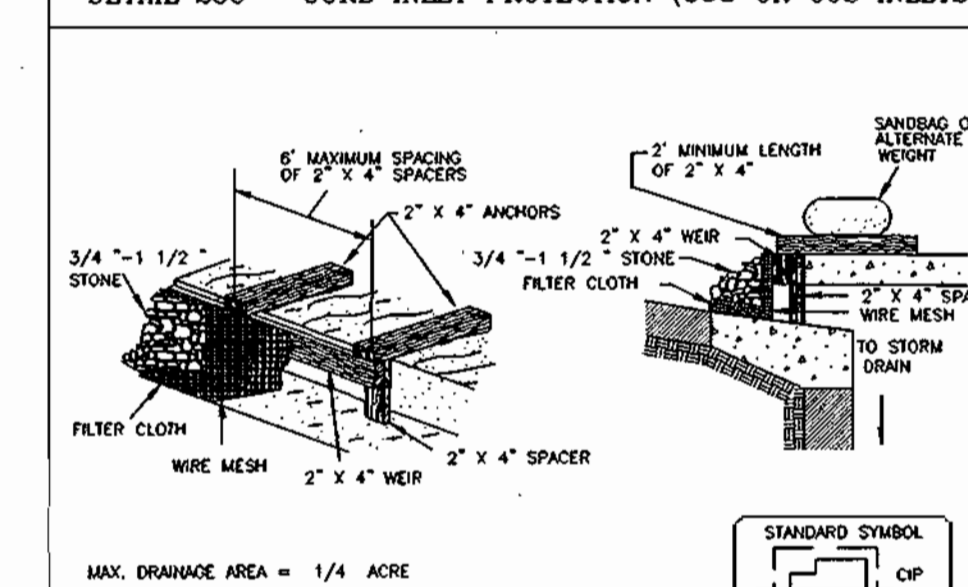 6' MAXIMUM SPACING
OF 2" X 4" SPACERS
2" X 4" ANCHORS
3/4 "-1 1/2 "
STONE
FILTER CLOTH
WIRE MESH
2" X 4" WEIR
2" X 4" SPACER
MAX. DRAINAGE AREA = 1/4 ACRE
2' MINIMUM LENGTH
OF 2" X 4"
SANDBAG
ALTERNATE
WEIGHT
2" X 4" WEIR
3/4 "-1 1/2 " STONE
FILTER CLOTH
2" X 4"
WIRE MESH
TO STORM
DRAIN
STANDARD SYMBOL
CIP